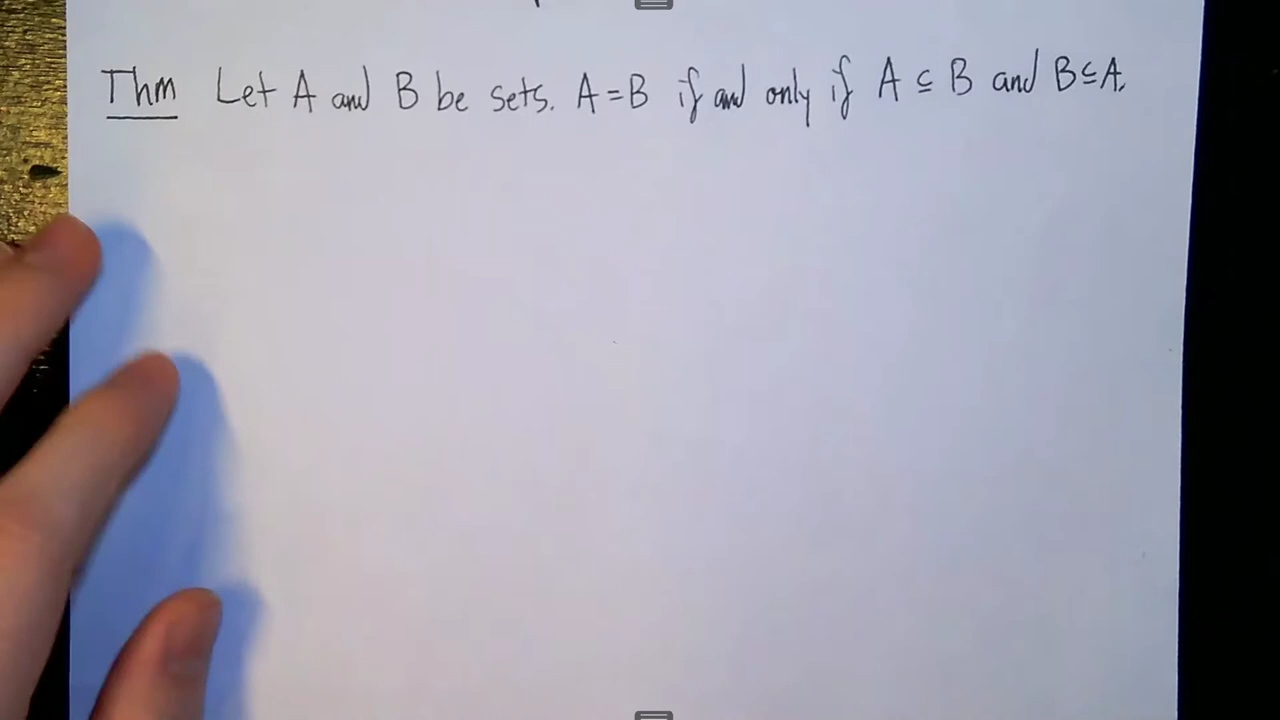 Thm Let A and B be sets. A=B if and only if A ⊆ B and B⊆A.